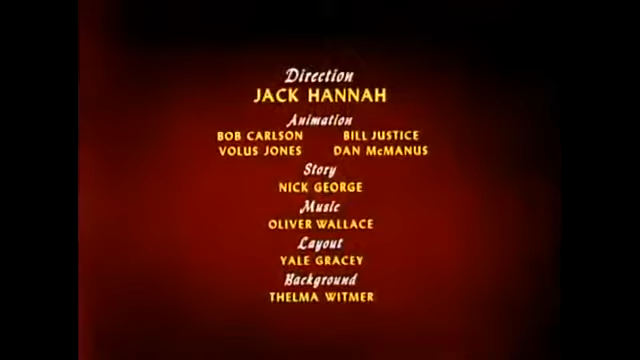 Direction
JACK HANNAH
Animation
BOB CARLSON BILL JUSTICE
VOLUS JONES DAN McMANUS
Story
NICK GEORGE
Music
OLIVER WALLACE
Layout
YALE GRACEY
Background
THELMA WITMER